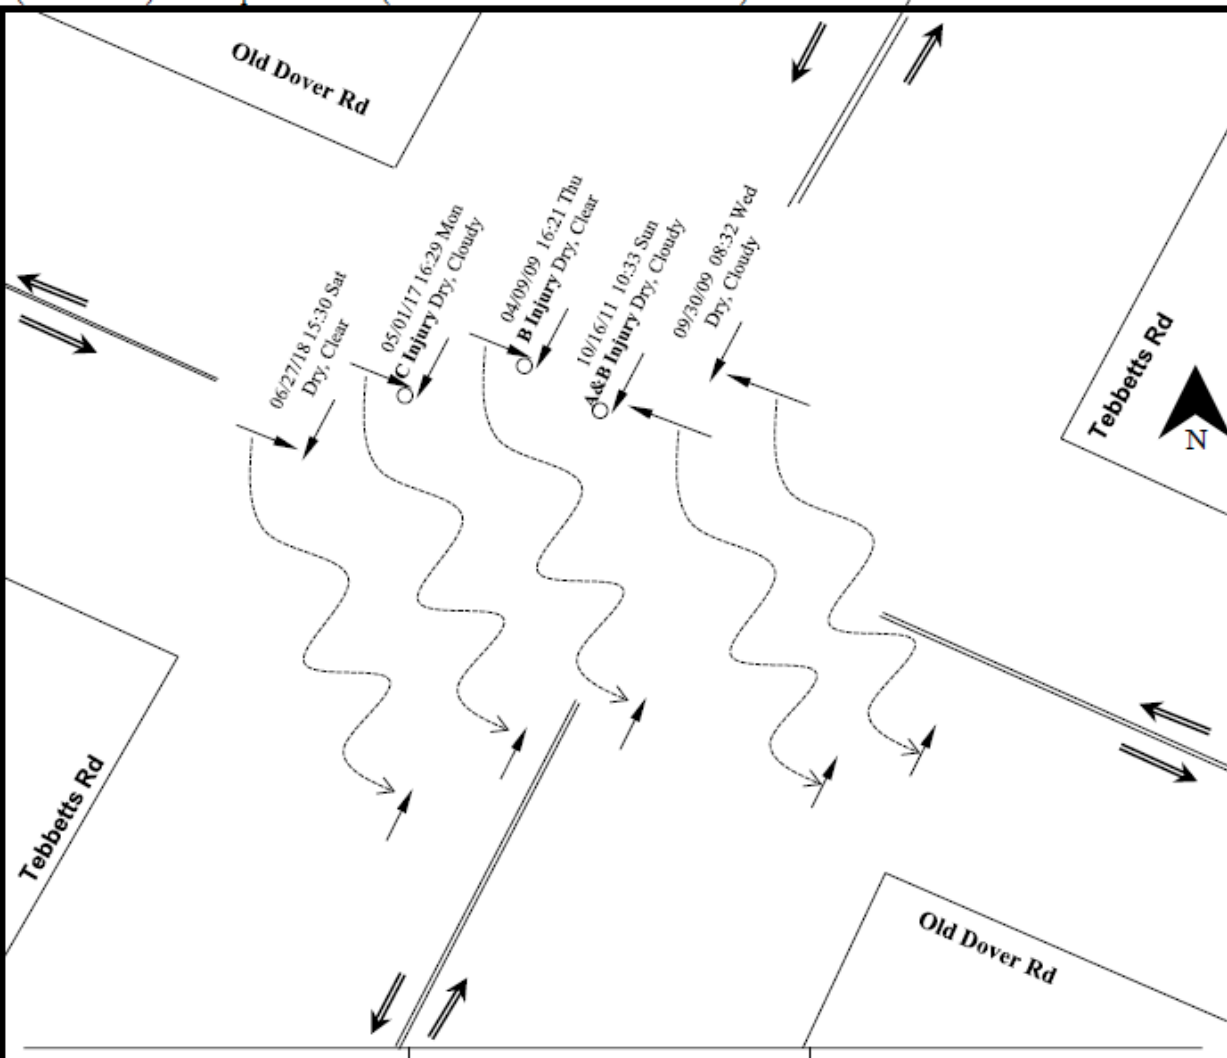 Old Dover Rd
06/27/18 15:30 Sat
Dry, Clear
05/01/17 16:29 Mon
C Injury Dry, Cloudy
04/09/09 16:21 Thu
B Injury Dry, Clear
10/16/11 10:33 Sun
A&B Injury Dry, Cloudy
09/30/09 08:32 Wed
Dry, Cloudy
Tebbetts Rd
N
Tebbetts Rd
Old Dover Rd